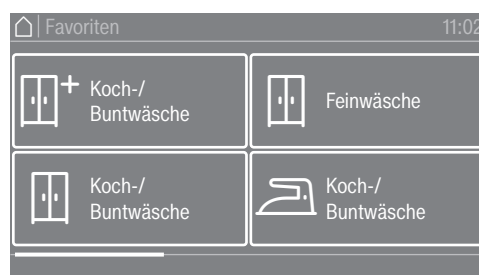 Favoriten 11:02
Koch-/
Buntwäsche
Feinwäsche
Koch-/
Buntwäsche
Koch-/
Buntwäsche